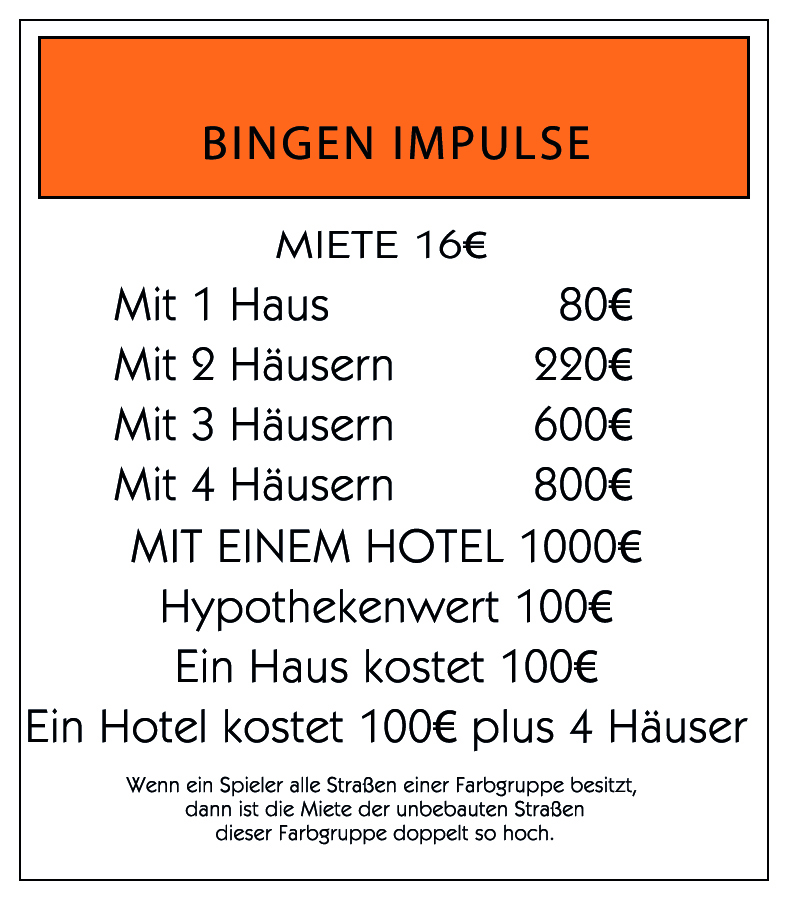 BINGEN IMPULSE
MIETE 16€
Mit 1 Haus 80€
Mit 2 Häusern 220€
Mit 3 Häusern 600€
Mit 4 Häusern 800€
MIT EINEM HOTEL 1000€
Hypothekenwert 100€
Ein Haus kostet 100€
Ein Hotel kostet 100€ plus 4 Häuser
Wenn ein Spieler alle Straßen einer Farbgruppe besitzt,
dann ist die Miete der unbebauten Straßen
dieser Farbgruppe doppelt so hoch.